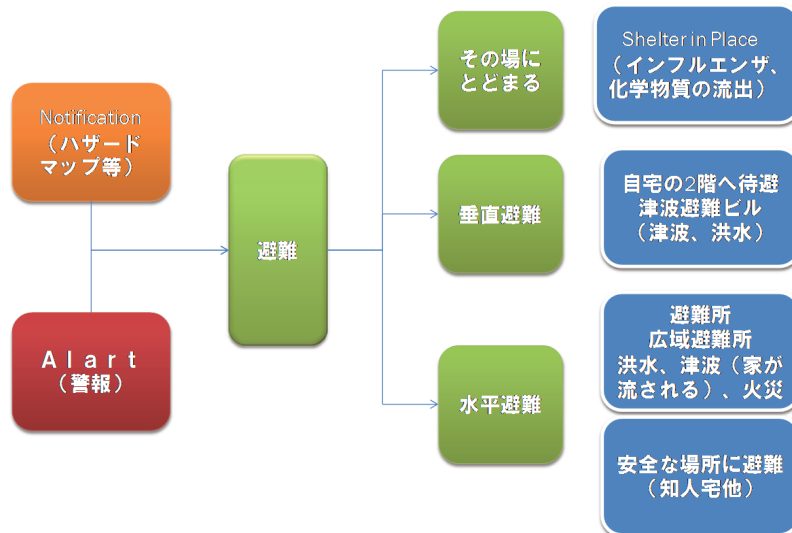 Notification
（ハザード
マップ等）
Ａｌａｒｔ
（警報）
避難
その場に
とどまる
Shelter in Place
（インフルエンザ、
化学物質の流出）
垂直避難
自宅の2階へ待避
津波避難ビル
（津波、洪水）
水平避難
避難所
広域避難所
洪水、津波（家が
流される）、火災
安全な場所に避難
（知人宅他）